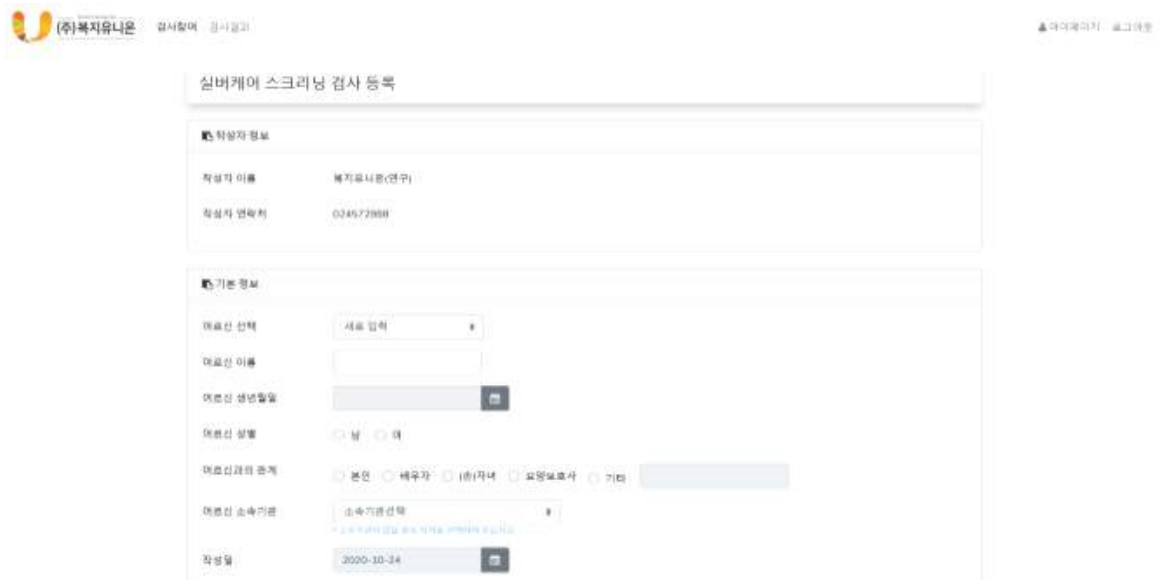 (주)복지유니온 검사참여 검사결과 마이페이지 로그아웃
실버케어 스크리닝 검사 등록
작성자 정보
작성자 이름 복지유니온(연구)
작성자 연락처 024572988
기본 정보
어르신 선택 새로 입력
어르신 이름
어르신 생년월일
어르신 성별 남 여
어르신과의 관계 본인 배우자 (손)자녀 요양보호사 기타
어르신 소속기관 소속기관선택
작성일 2020-10-24